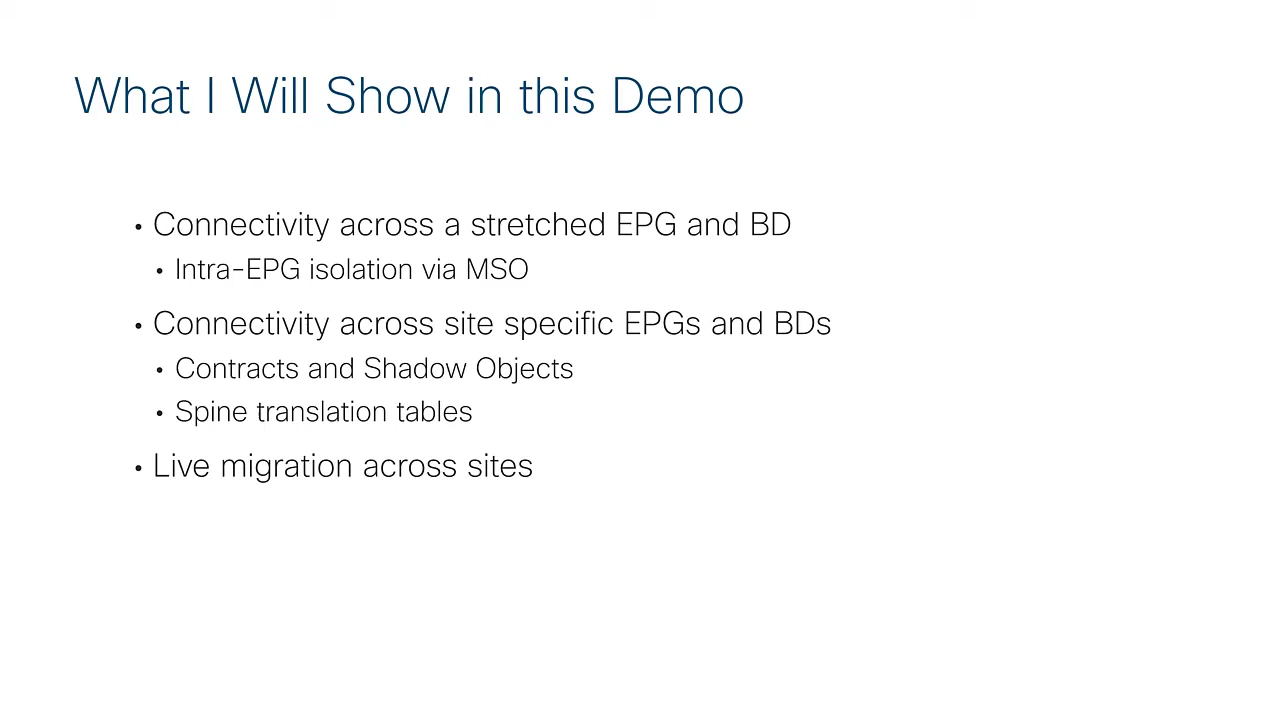 What I Will Show in this Demo
• Connectivity across a stretched EPG and BD
• Intra-EPG isolation via MSO
• Connectivity across site specific EPGs and BDs
• Contracts and Shadow Objects
• Spine translation tables
• Live migration across sites